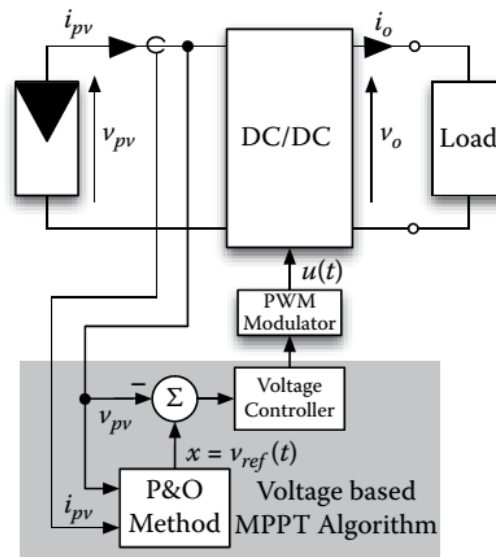 i_pv
i_o
v_pv
DC/DC
v_o
Load
u(t)
PWM
Modulator
−
Σ
Voltage
Controller
v_pv
x = v_ref(t)
i_pv
P&O
Method
Voltage based
MPPT Algorithm